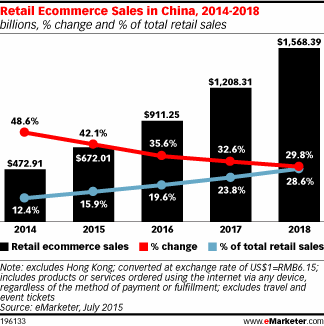 Retail Ecommerce Sales in China, 2014-2018
billions, % change and % of total retail sales
$1,568.39
$1,208.31
$911.25
48.6%
42.1%
35.6%
32.6%
29.8%
$472.91
$672.01
12.4%
15.9%
19.6%
23.8%
28.6%
2014
2015
2016
2017
2018
Retail ecommerce sales
% change
% of total retail sales
Note: excludes Hong Kong; converted at exchange rate of US$1=RMB6.15;
includes products or services ordered using the internet via any device,
regardless of the method of payment or fulfillment; excludes travel and
event tickets
Source: eMarketer, July 2015
196133
www.eMarketer.com